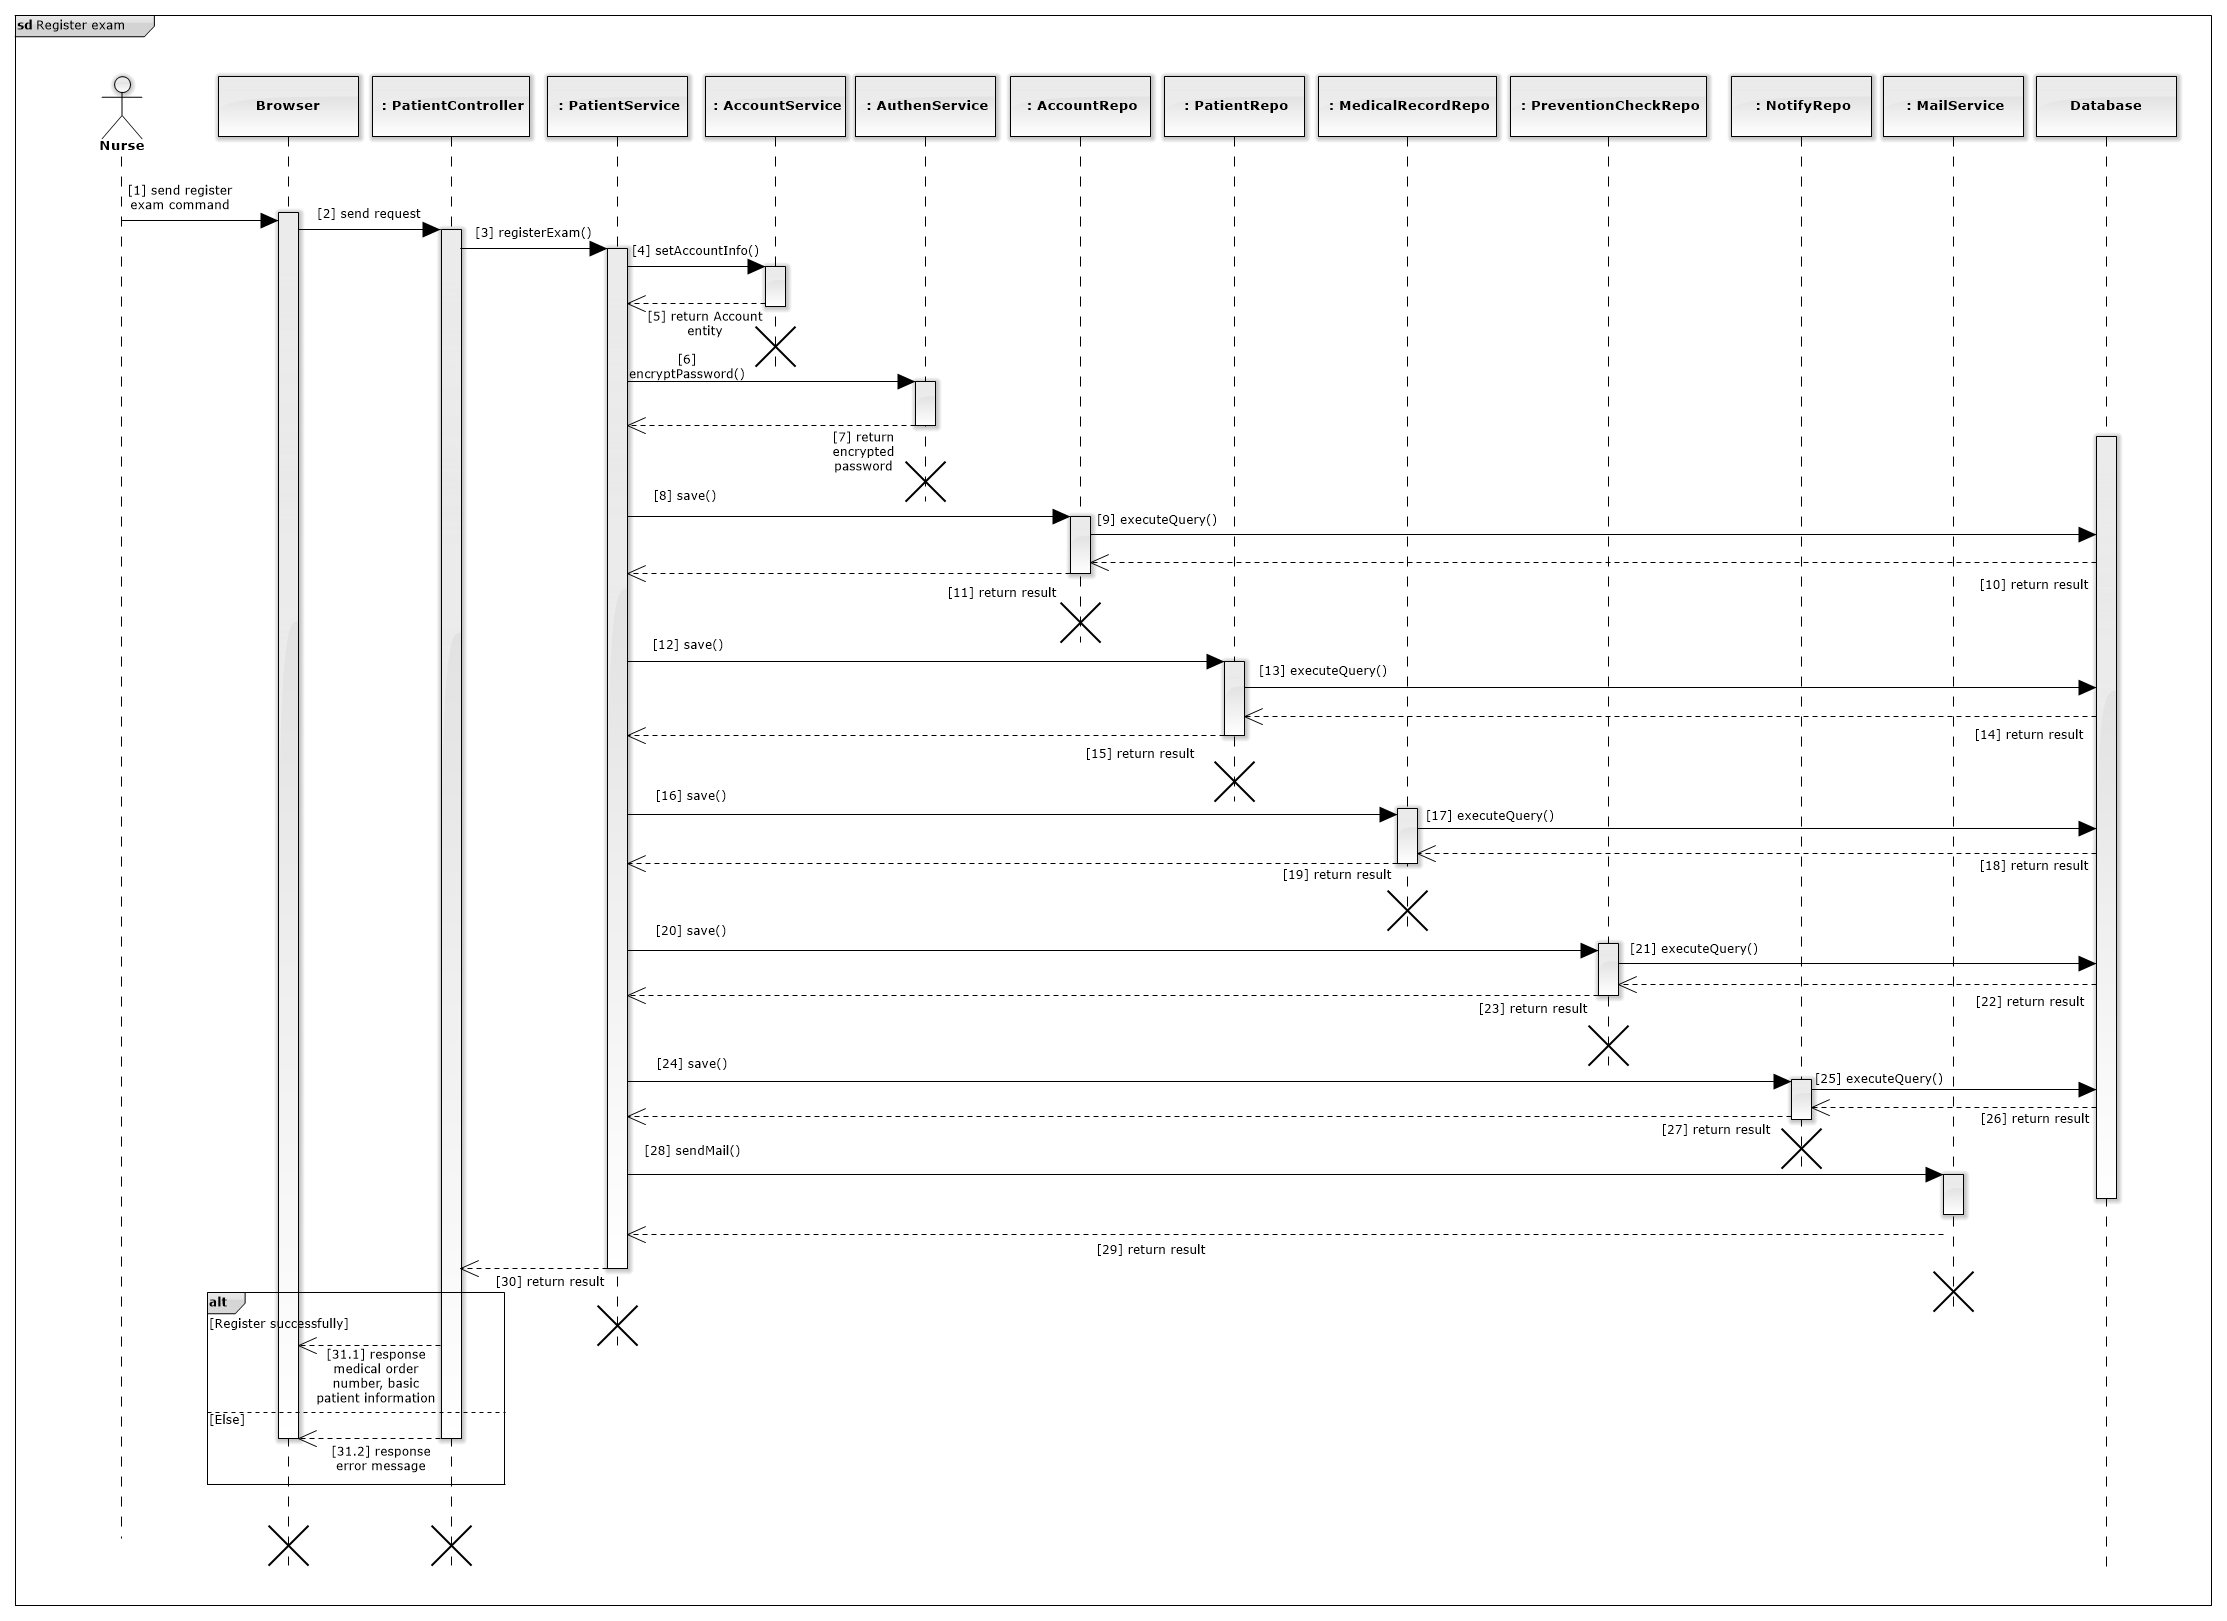 sd Register exam
Nurse
Browser
: PatientController
: PatientService
: AccountService
: AuthenService
: AccountRepo
: PatientRepo
: MedicalRecordRepo
: PreventionCheckRepo
: NotifyRepo
: MailService
Database
[1] send register
exam command
[2] send request
[3] registerExam()
[4] setAccountInfo()
[5] return Account
entity
[6]
encryptPassword()
[7] return
encrypted
password
[8] save()
[9] executeQuery()
[10] return result
[11] return result
[12] save()
[13] executeQuery()
[14] return result
[15] return result
[16] save()
[17] executeQuery()
[18] return result
[19] return result
[20] save()
[21] executeQuery()
[22] return result
[23] return result
[24] save()
[25] executeQuery()
[26] return result
[27] return result
[28] sendMail()
[29] return result
[30] return result
alt
[Register successfully]
[31.1] response
medical order
number, basic
patient information
[Else]
[31.2] response
error message